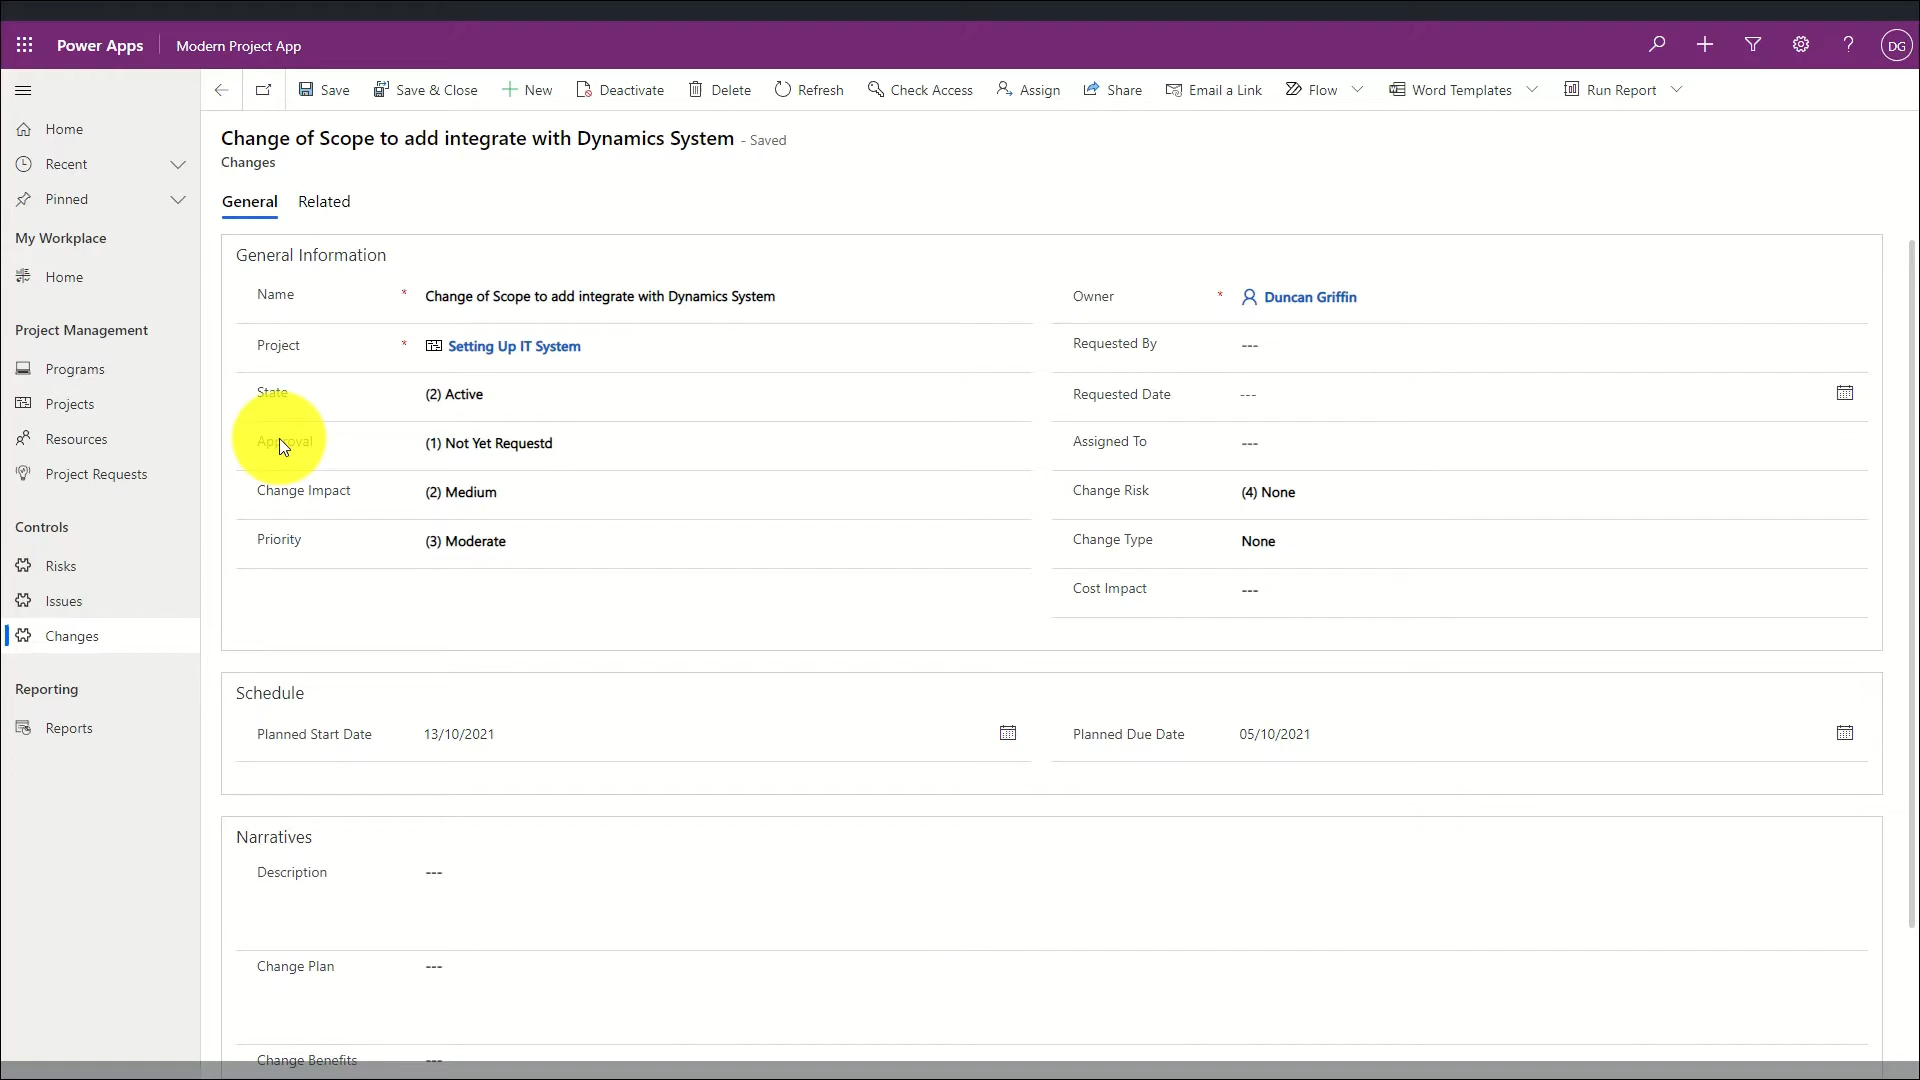 Power Apps
Modern Project App
DG
Save
Save & Close
New
Deactivate
Delete
Refresh
Check Access
Assign
Share
Email a Link
Flow
Word Templates
Run Report
Home
Recent
Pinned
My Workplace
Home
Project Management
Programs
Projects
Resources
Project Requests
Controls
Risks
Issues
Changes
Reporting
Reports
Change of Scope to add integrate with Dynamics System - Saved
Changes
General Related
General Information
Name * Change of Scope to add integrate with Dynamics System
Project * Setting Up IT System
State (2) Active
Approval (1) Not Yet Requestd
Change Impact (2) Medium
Priority (3) Moderate
Owner * Duncan Griffin
Requested By ---
Requested Date ---
Assigned To ---
Change Risk (4) None
Change Type None
Cost Impact ---
Schedule
Planned Start Date 13/10/2021
Planned Due Date 05/10/2021
Narratives
Description ---
Change Plan ---
Change Benefits ---